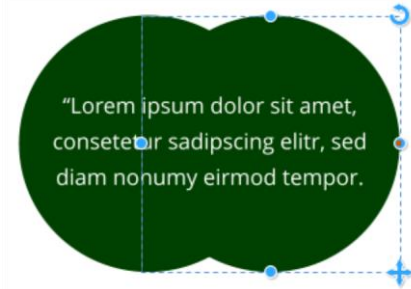 “Lorem ipsum dolor sit amet,
consetetur sadipscing elitr, sed
diam nonumy eirmod tempor.